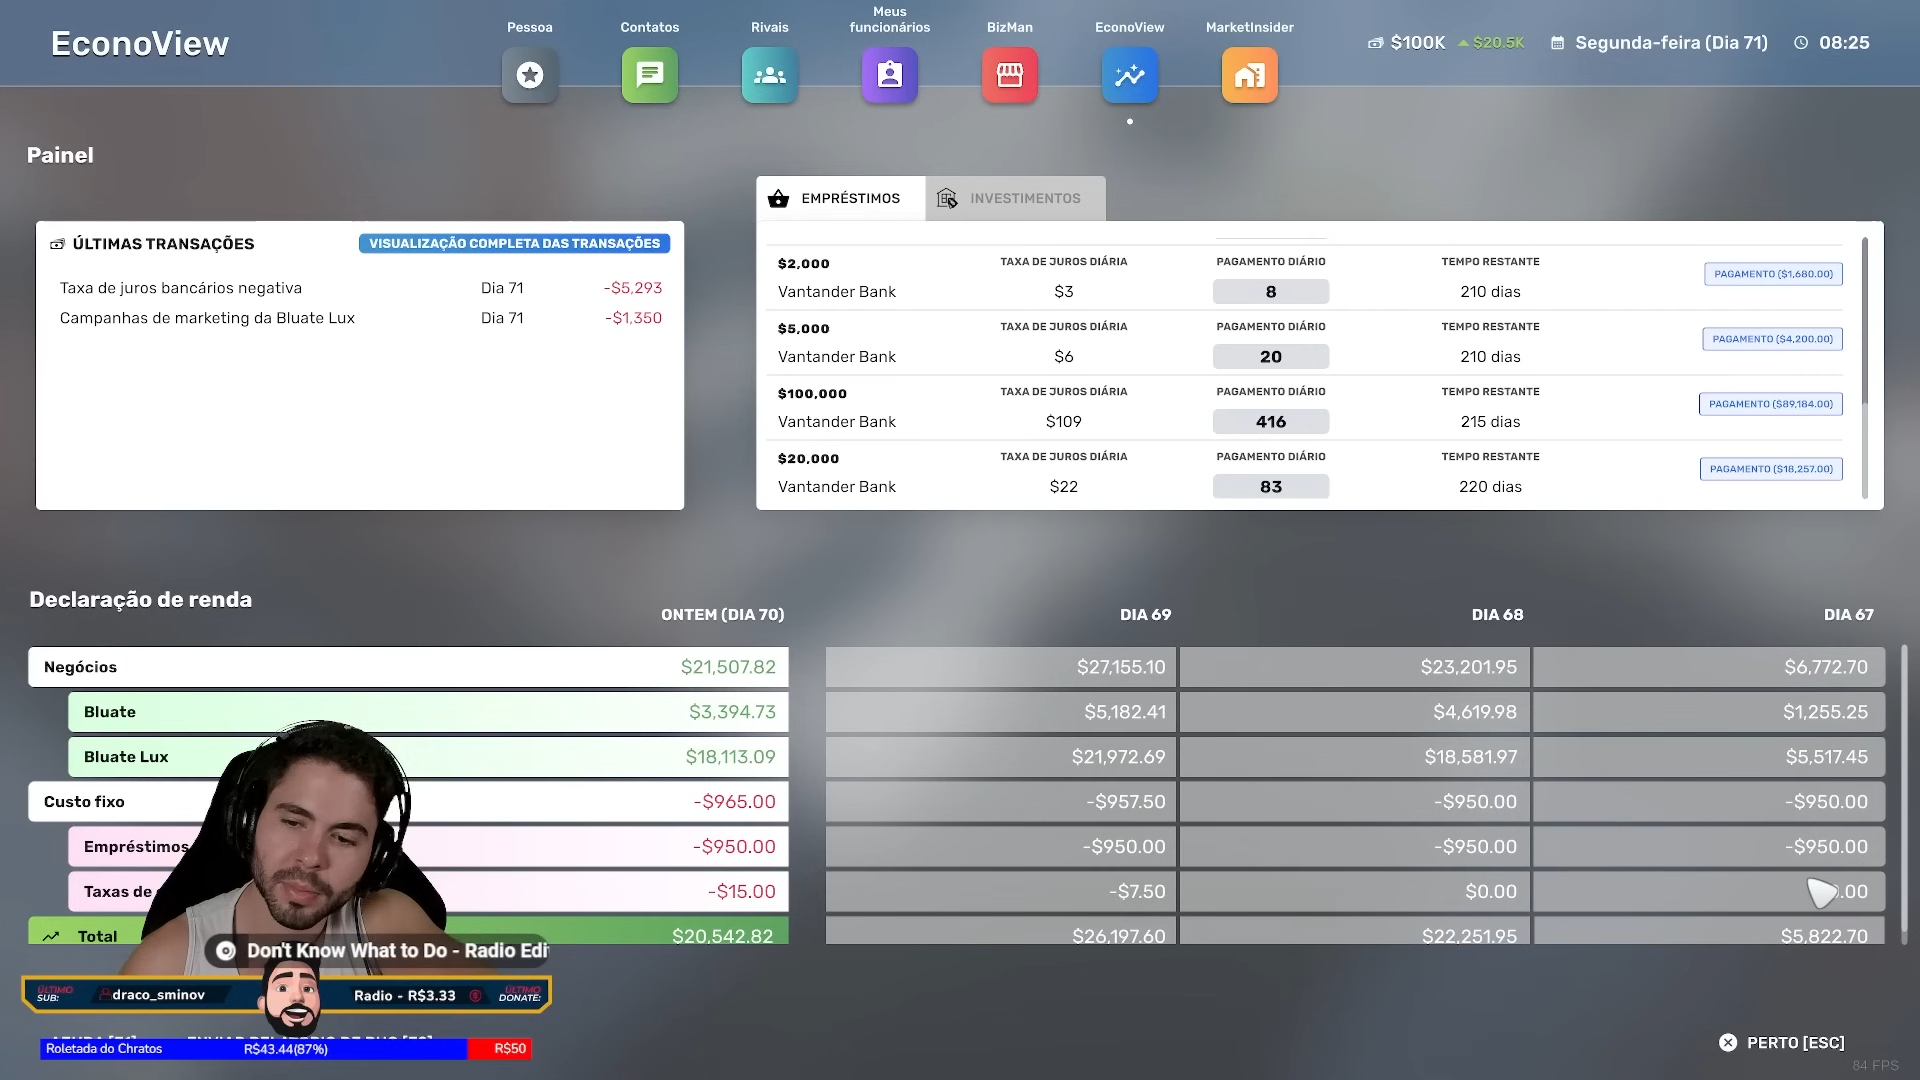 EconoView
Pessoa
Contatos
Rivais
Meus
funcionários
BizMan
EconoView
MarketInsider
$100K
$20.5K
Segunda-feira (Dia 71)
08:25
Painel
EMPRÉSTIMOS
INVESTIMENTOS
ÚLTIMAS TRANSAÇÕES
VISUALIZAÇÃO COMPLETA DAS TRANSAÇÕES
Taxa de juros bancários negativa Dia 71 -$5,293
Campanhas de marketing da Bluate Lux Dia 71 -$1,350
$2,000 TAXA DE JUROS DIÁRIA PAGAMENTO DIÁRIO TEMPO RESTANTE
PAGAMENTO ($1,680.00)
Vantander Bank $3 8 210 dias
$5,000 TAXA DE JUROS DIÁRIA PAGAMENTO DIÁRIO TEMPO RESTANTE
PAGAMENTO ($4,200.00)
Vantander Bank $6 20 210 dias
$100,000 TAXA DE JUROS DIÁRIA PAGAMENTO DIÁRIO TEMPO RESTANTE
PAGAMENTO ($89,184.00)
Vantander Bank $109 416 215 dias
$20,000 TAXA DE JUROS DIÁRIA PAGAMENTO DIÁRIO TEMPO RESTANTE
PAGAMENTO ($18,257.00)
Vantander Bank $22 83 220 dias
Declaração de renda
ONTEM (DIA 70) DIA 69 DIA 68 DIA 67
Negócios $21,507.82 $27,155.10 $23,201.95 $6,772.70
Bluate $3,394.73 $5,182.41 $4,619.98 $1,255.25
Bluate Lux $18,113.09 $21,972.69 $18,581.97 $5,517.45
Custo fixo -$965.00 -$957.50 -$950.00 -$950.00
Empréstimos -$950.00 -$950.00 -$950.00 -$950.00
Taxas de -$15.00 -$7.50 $0.00 .00
Total $20,542.82 $26,197.60 $22,251.95 $5,822.70
Don't Know What to Do - Radio Edi
ÚLTIMO
SUB:
draco_sminov
Radio - R$3.33
ÚLTIMO
DONATE:
Roletada do Chratos R$43.44(87%) R$50
PERTO [ESC]
84 FPS